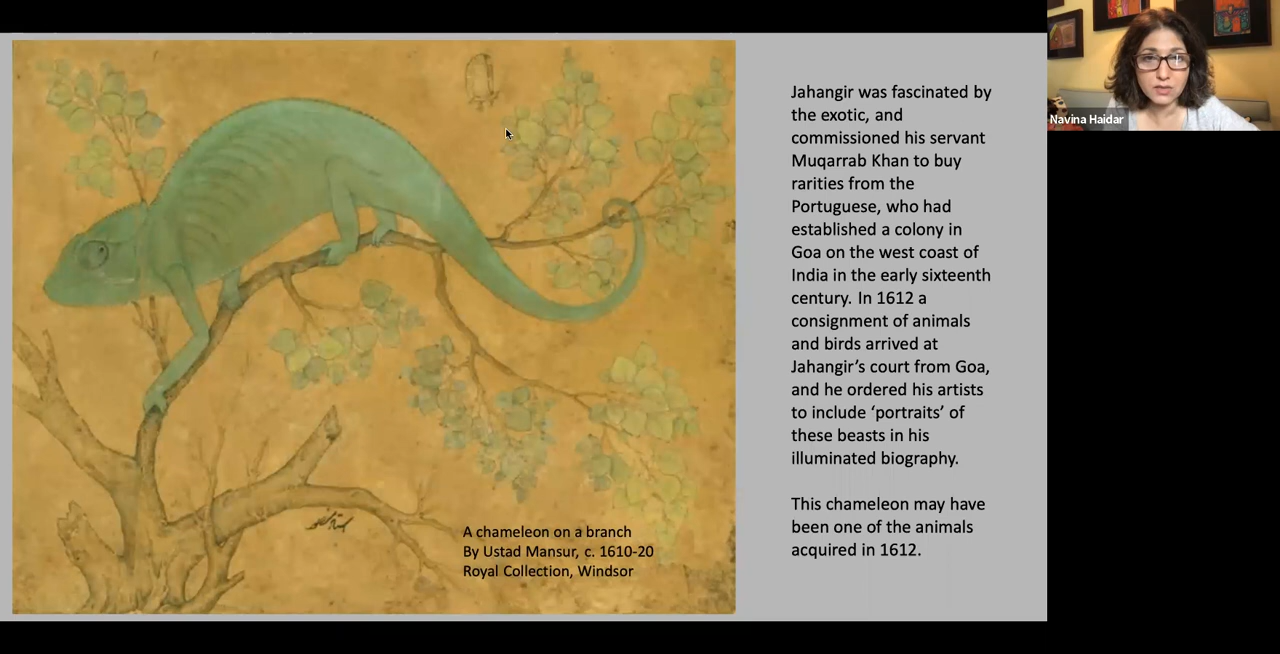 Jahangir was fascinated by
the exotic, and
commissioned his servant
Muqarrab Khan to buy
rarities from the
Portuguese, who had
established a colony in
Goa on the west coast of
India in the early sixteenth
century. In 1612 a
consignment of animals
and birds arrived at
Jahangir’s court from Goa,
and he ordered his artists
to include ‘portraits’ of
these beasts in his
illuminated biography.
This chameleon may have
been one of the animals
acquired in 1612.
A chameleon on a branch
By Ustad Mansur, c. 1610-20
Royal Collection, Windsor
Navina Haidar